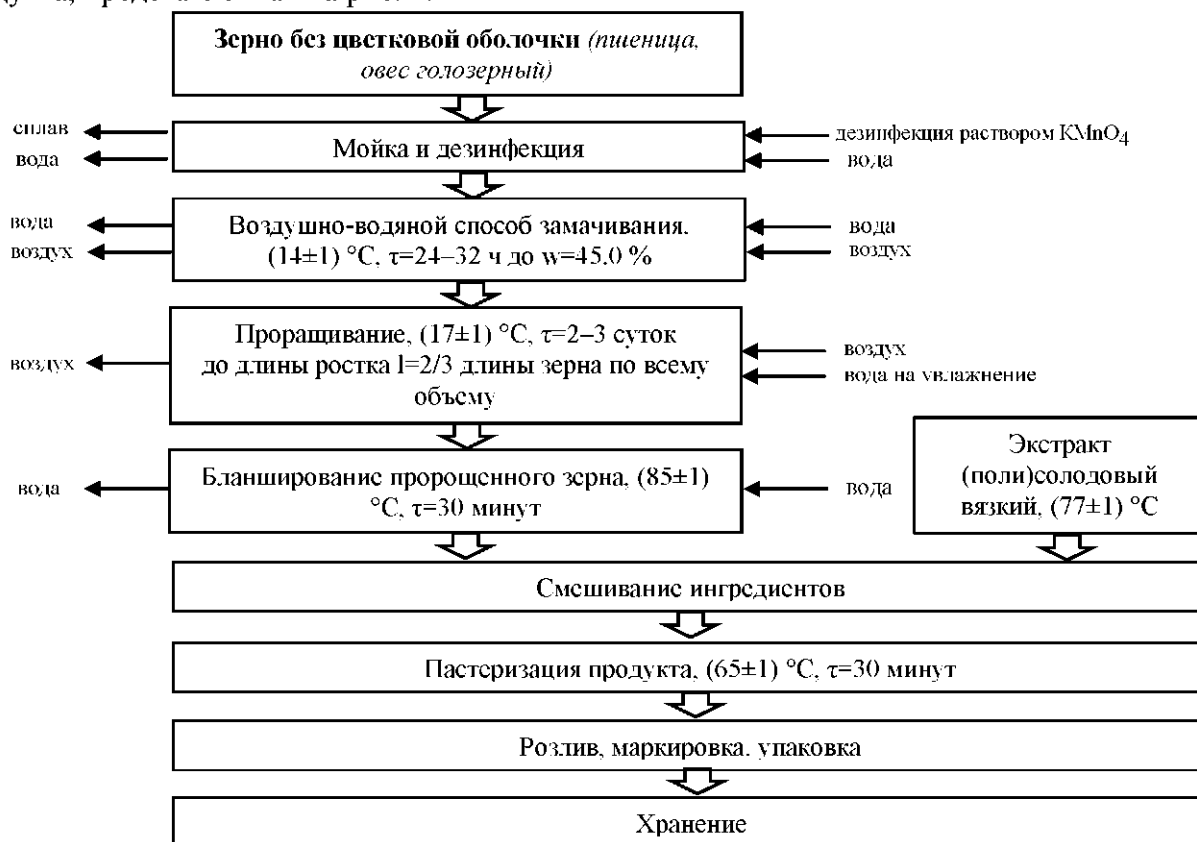 Зерно без цветковой оболочки (пшеница,
овес голозерный)
сплав
вода
Мойка и дезинфекция
дезинфекция раствором KMnO4
вода
вода
воздух
Воздушно-водяной способ замачивания,
(14±1) °C, τ=24–32 ч до w=45,0 %
вода
воздух
воздух
Проращивание, (17±1) °C, τ=2–3 суток
до длины ростка l=2/3 длины зерна по всему
объему
воздух
вода на увлажнение
вода
Бланширование пророщенного зерна, (85±1)
°C, τ=30 минут
вода
Экстракт
(поли)солодовый
вязкий, (77±1) °C
Смешивание ингредиентов
Пастеризация продукта, (65±1) °C, τ=30 минут
Розлив, маркировка, упаковка
Хранение